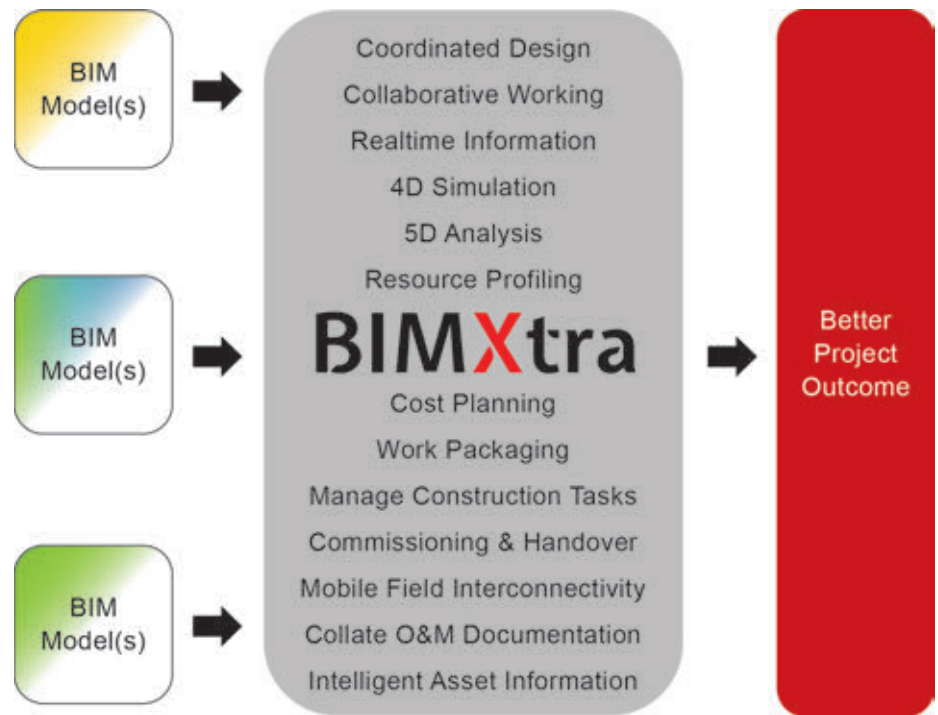 BIM
Model(s)
BIM
Model(s)
BIM
Model(s)
Coordinated Design
Collaborative Working
Realtime Information
4D Simulation
5D Analysis
Resource Profiling
BIMXtra
Cost Planning
Work Packaging
Manage Construction Tasks
Commissioning & Handover
Mobile Field Interconnectivity
Collate O&M Documentation
Intelligent Asset Information
Better
Project
Outcome